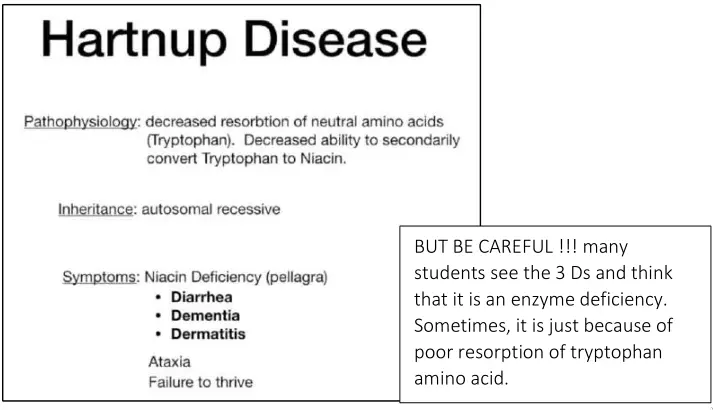 Hartnup Disease
Pathophysiology: decreased resorbtion of neutral amino acids
(Tryptophan). Decreased ability to secondarily
convert Tryptophan to Niacin.
Inheritance: autosomal recessive
Symptoms: Niacin Deficiency (pellagra)
• Diarrhea
• Dementia
• Dermatitis
Ataxia
Failure to thrive
BUT BE CAREFUL !!! many
students see the 3 Ds and think
that it is an enzyme deficiency.
Sometimes, it is just because of
poor resorption of tryptophan
amino acid.